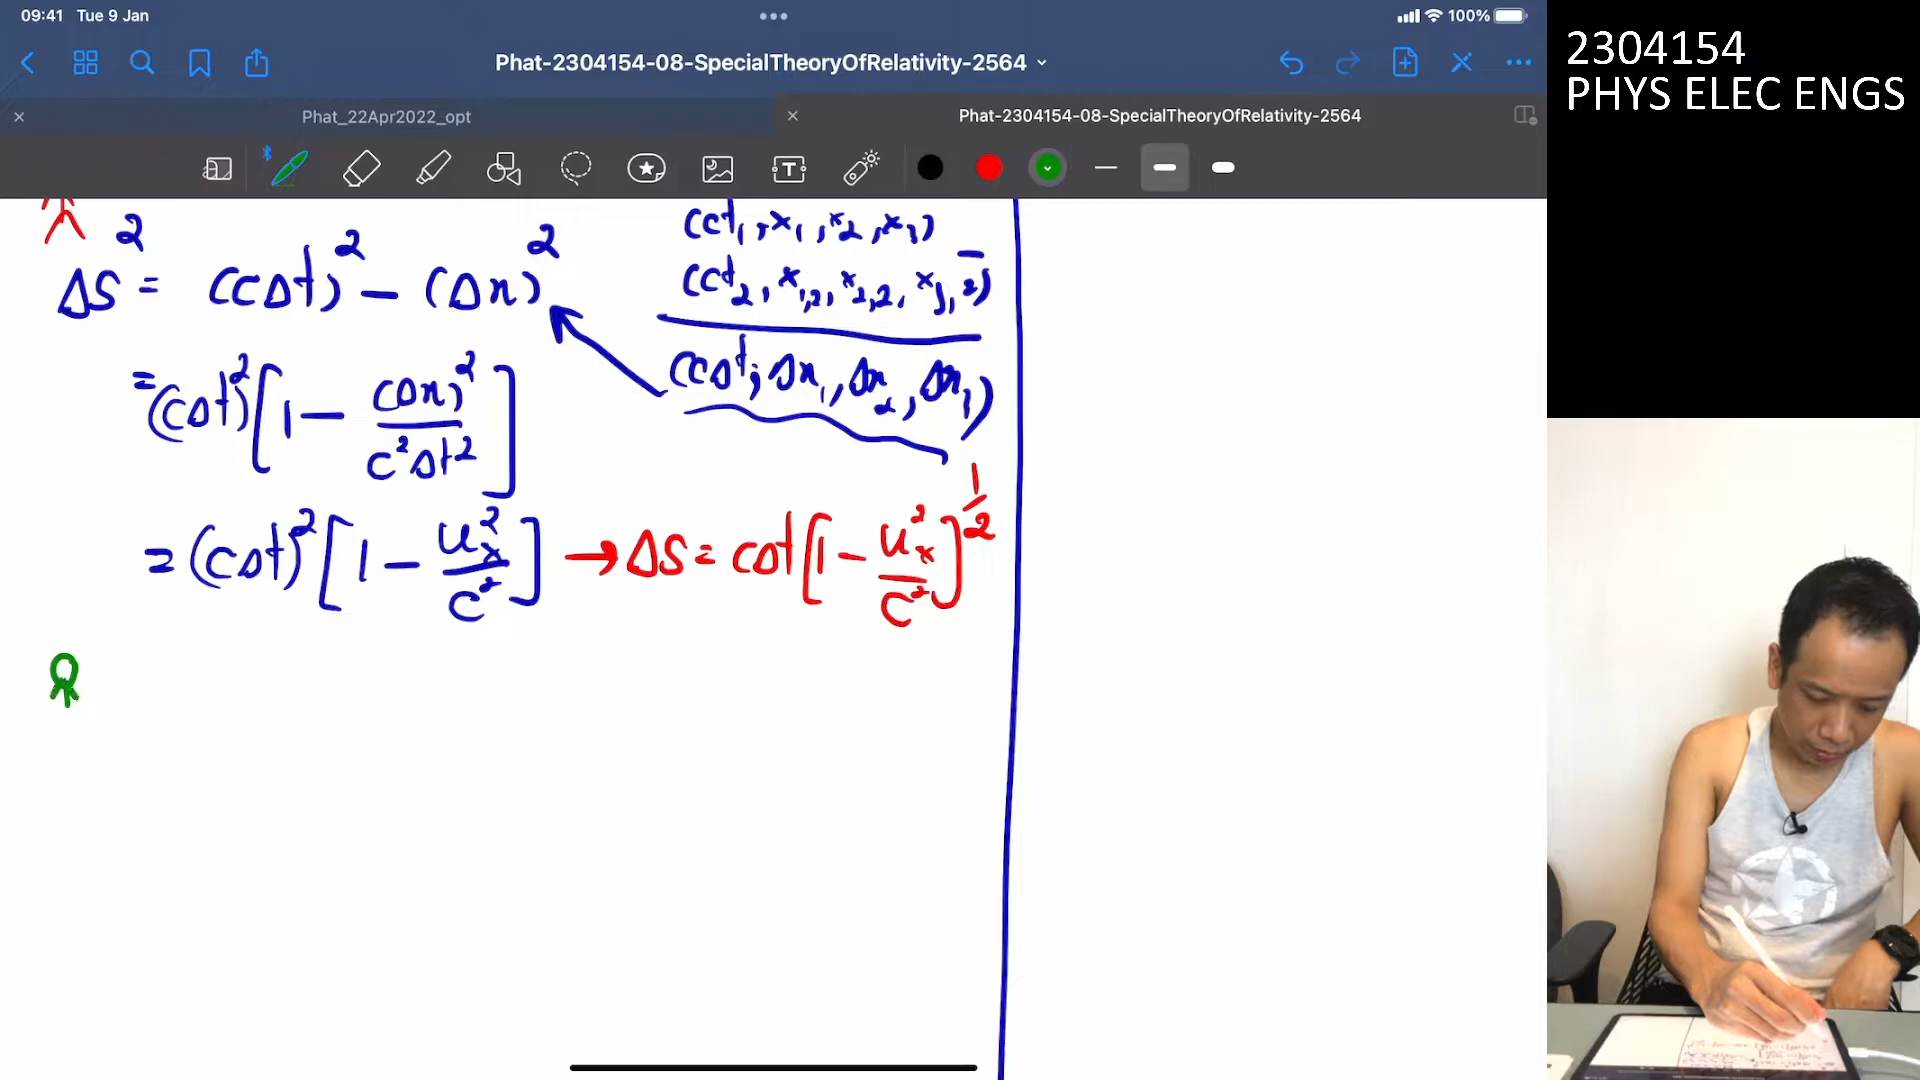 09:41 Tue 9 Jan
100%
Phat-2304154-08-SpecialTheoryOfRelativity-2564
Phat_22Apr2022_opt
Phat-2304154-08-SpecialTheoryOfRelativity-2564
2304154
PHYS ELEC ENGS
(ct₁, x₁, x₂, x₃)
(ct₂, x₁,₂, x₂,₂, x₃,₂) −
(cΔt; Δx₁, Δx₂, Δx₃)
Δs² = (cΔt)² − (Δx)²
= (cΔt)² [1 − (Δx)² / c²Δt²]
= (cΔt)² [1 − uₓ² / c²] → Δs = cΔt [1 − uₓ² / c²]^1/2